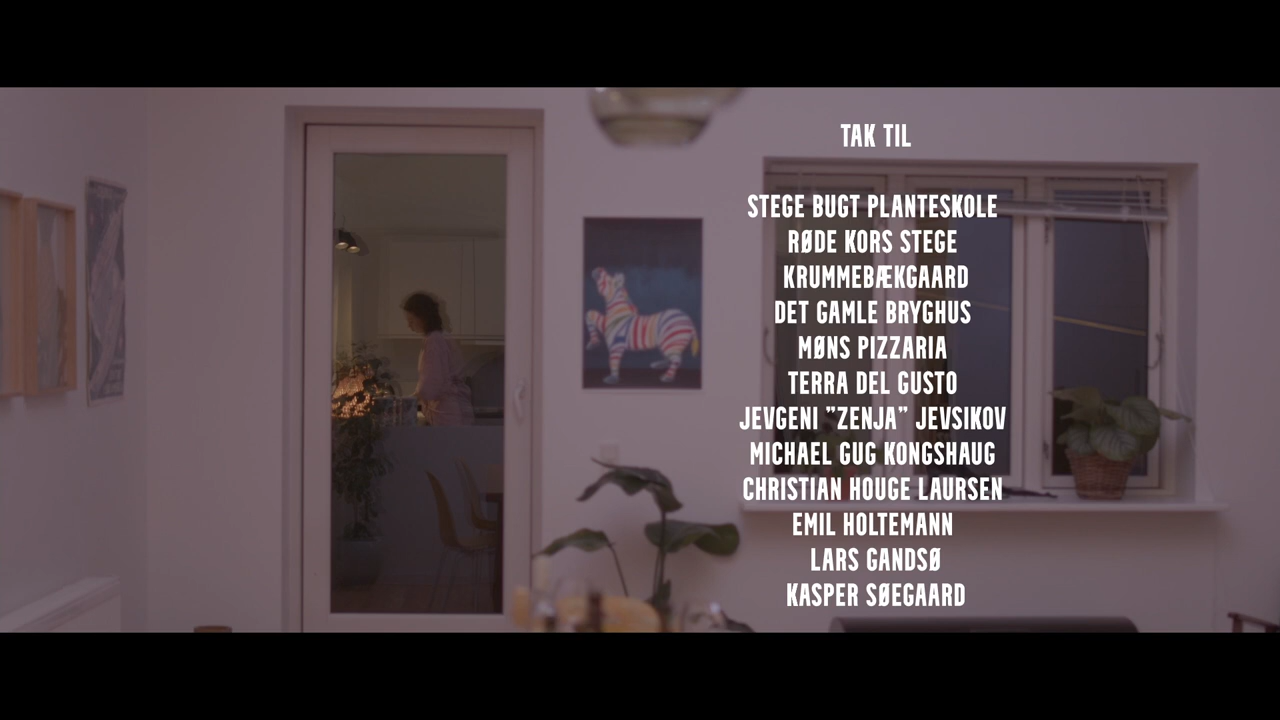 TAK TIL
STEGE BUGT PLANTESKOLE
RØDE KORS STEGE
KRUMMEBÆKGAARD
DET GAMLE BRYGHUS
MØNS PIZZARIA
TERRA DEL GUSTO
JEVGENI ”ZENJA” JEVSIKOV
MICHAEL GUG KONGSHAUG
CHRISTIAN HOUGE LAURSEN
EMIL HOLTEMANN
LARS GANDSØ
KASPER SØEGAARD